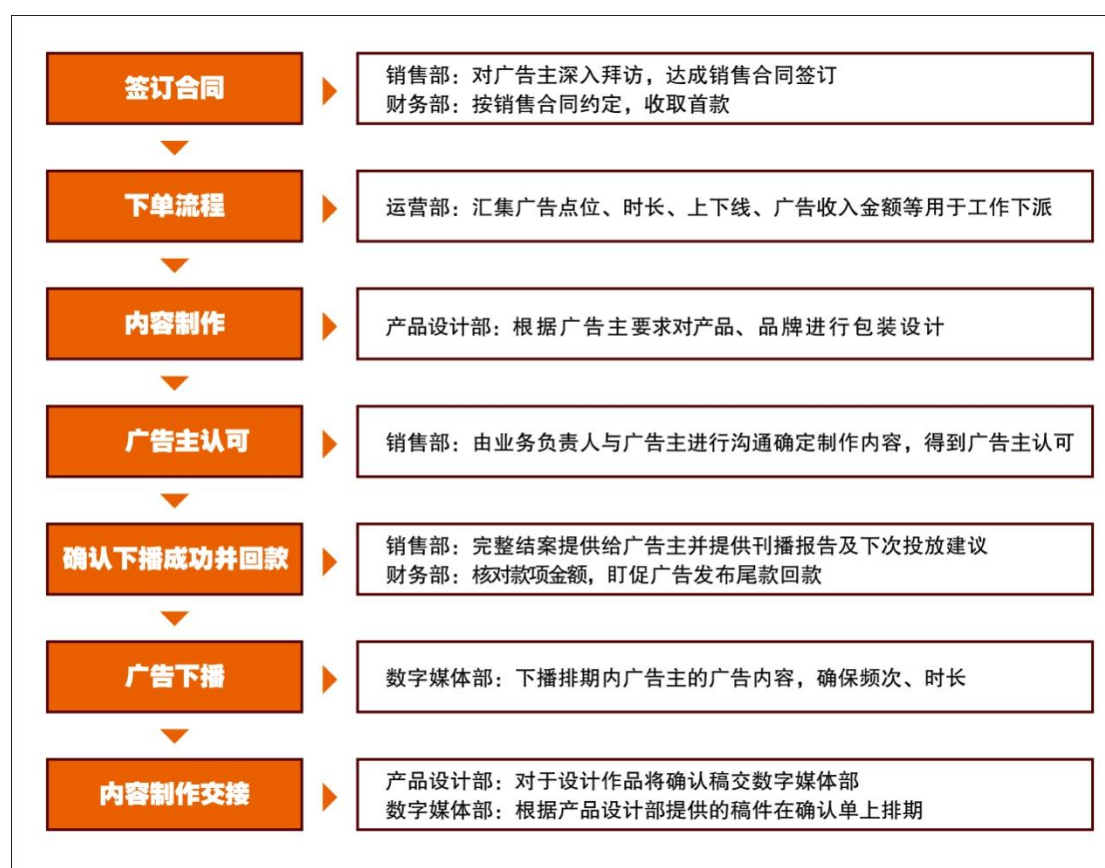 签订合同
销售部：对广告主深入拜访，达成销售合同签订
财务部：按销售合同约定，收取首款
下单流程
运营部：汇集广告点位、时长、上下线、广告收入金额等用于工作下派
内容制作
产品设计部：根据广告主要求对产品、品牌进行包装设计
广告主认可
销售部：由业务负责人与广告主进行沟通确定制作内容，得到广告主认可
确认下播成功并回款
销售部：完整结案提供给广告主并提供刊播报告及下次投放建议
财务部：核对款项金额，盯促广告发布尾款回款
广告下播
数字媒体部：下播排期内广告主的广告内容，确保频次、时长
内容制作交接
产品设计部：对于设计作品将确认稿交数字媒体部
数字媒体部：根据产品设计部提供的稿件在确认单上排期